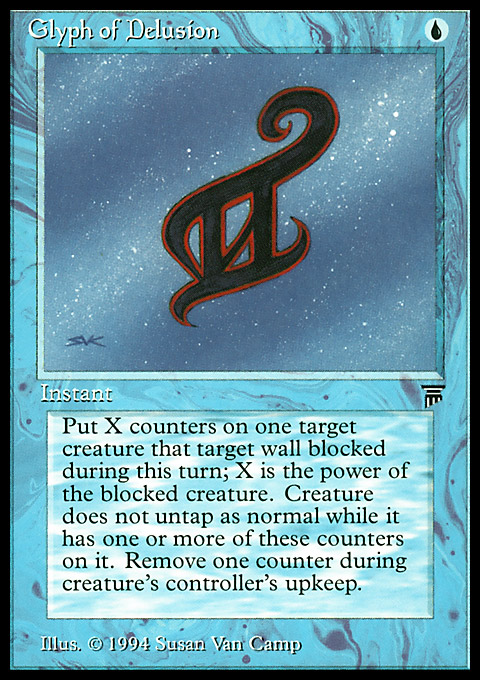 Glyph of Delusion
SVK
Instant
Put X counters on one target
creature that target wall blocked
during this turn; X is the power of
the blocked creature. Creature
does not untap as normal while it
has one or more of these counters
on it. Remove one counter during
creature's controller's upkeep.
Illus. © 1994 Susan Van Camp